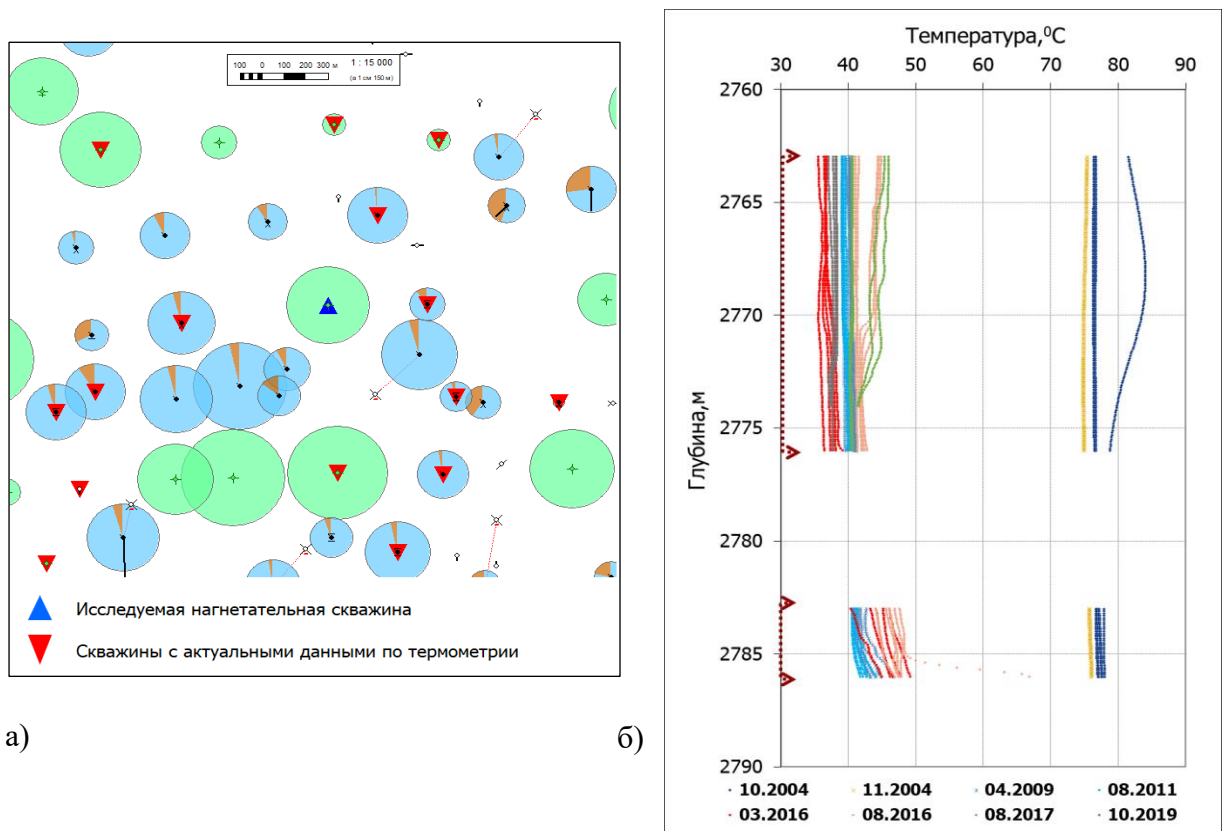 100 0 100 200 300 м 1 : 15 000
(в 1 см 150 м)
Исследуемая нагнетательная скважина
Скважины с актуальными данными по термометрии
а)
Температура,⁰С
30 40 50 60 70 80 90
Глубина,м
2760
2765
2770
2775
2780
2785
2790
10.2004 11.2004 04.2009 08.2011
03.2016 08.2016 08.2017 10.2019
б)